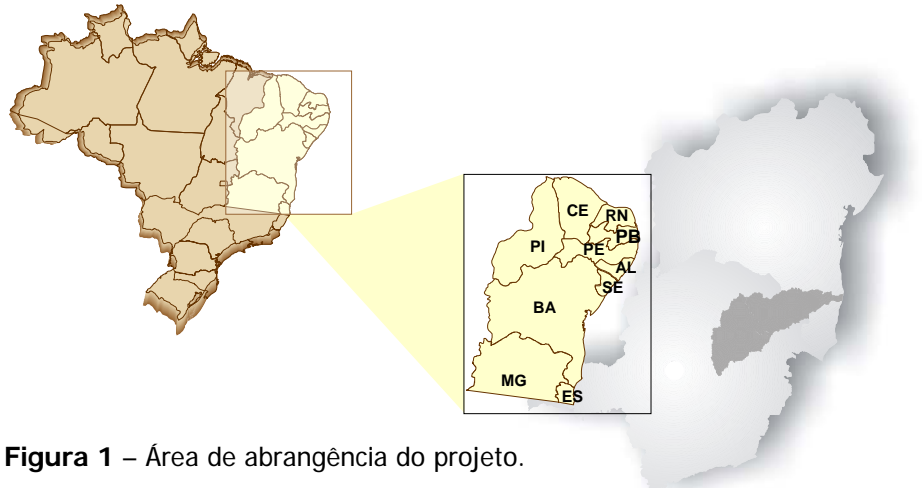 CE
RN
PB
PI
PE
AL
SE
BA
MG
ES
Figura 1 – Área de abrangência do projeto.